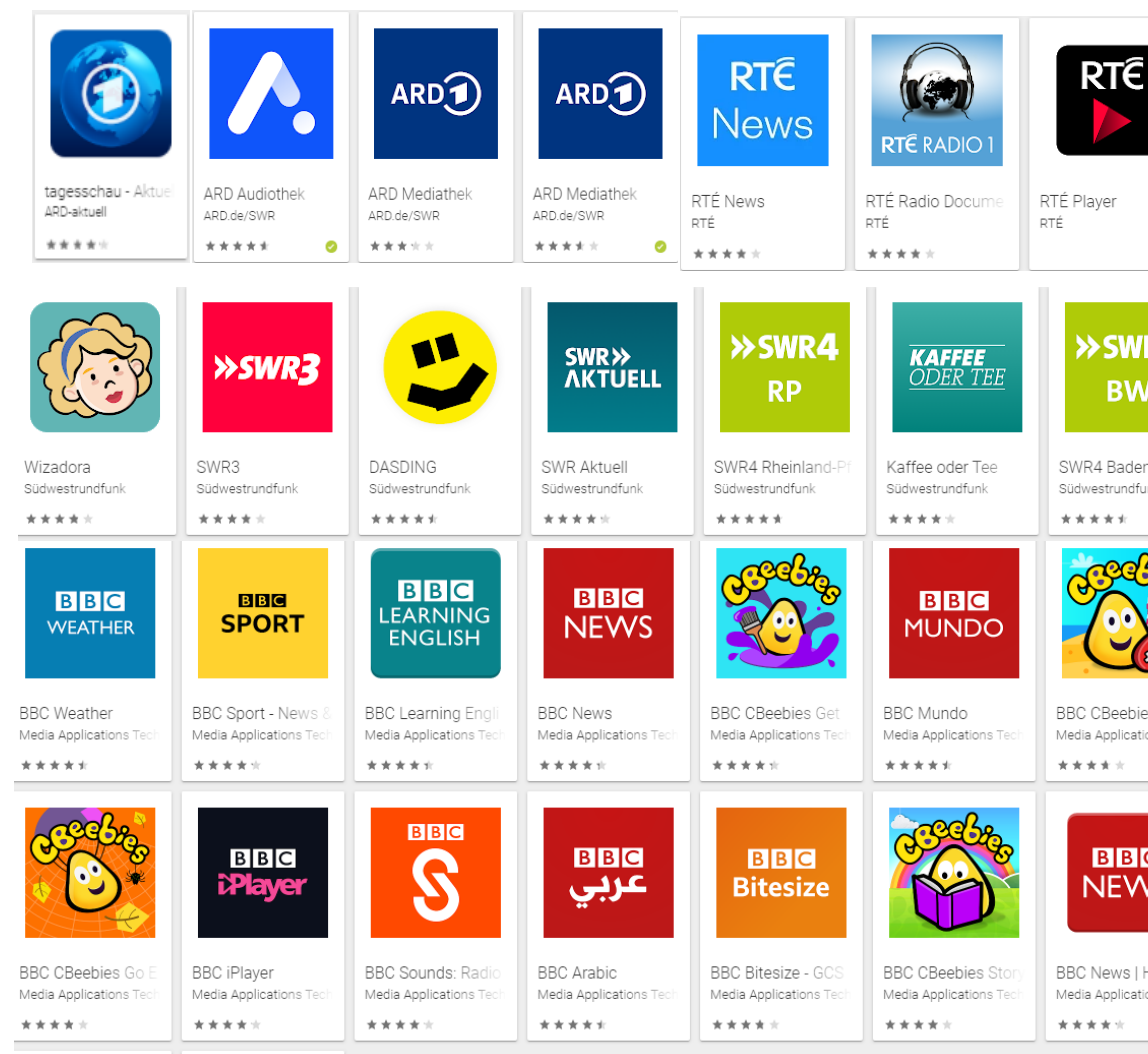 1
ARD 1
ARD 1
RTÉ
News
RTÉ RADIO 1
RTÉ
tagesschau - Aktue
ARD-aktuell
ARD Audiothek
ARD.de/SWR
ARD Mediathek
ARD.de/SWR
ARD Mediathek
ARD.de/SWR
RTÉ News
RTÉ
RTÉ Radio Docume
RTÉ
RTÉ Player
RTÉ
»SWR3
SWR»
AKTUELL
»SWR4
RP
KAFFEE
ODER TEE
»SW
BW
Wizadora
Südwestrundfunk
SWR3
Südwestrundfunk
DASDING
Südwestrundfunk
SWR Aktuell
Südwestrundfunk
SWR4 Rheinland-Pf
Südwestrundfunk
Kaffee oder Tee
Südwestrundfunk
SWR4 Baden
Südwestrundfu
BBC
WEATHER
BBC
SPORT
BBC
LEARNING
ENGLISH
BBC
NEWS
CBeebies
BBC
MUNDO
CBeeb
BBC Weather
Media Applications Tech
BBC Sport - News &
Media Applications Tech
BBC Learning Engli
Media Applications Tech
BBC News
Media Applications Tech
BBC CBeebies Get
Media Applications Tech
BBC Mundo
Media Applications Tech
BBC CBeebie
Media Applicatio
CBeebies
BBC
iPlayer
BBC
S
BBC
عربي
BBC
Bitesize
CBeebies
BBC
NEW
BBC CBeebies Go E
Media Applications Tech
BBC iPlayer
Media Applications Tech
BBC Sounds: Radio
Media Applications Tech
BBC Arabic
Media Applications Tech
BBC Bitesize - GCS
Media Applications Tech
BBC CBeebies Story
Media Applications Tech
BBC News | H
Media Applicatio